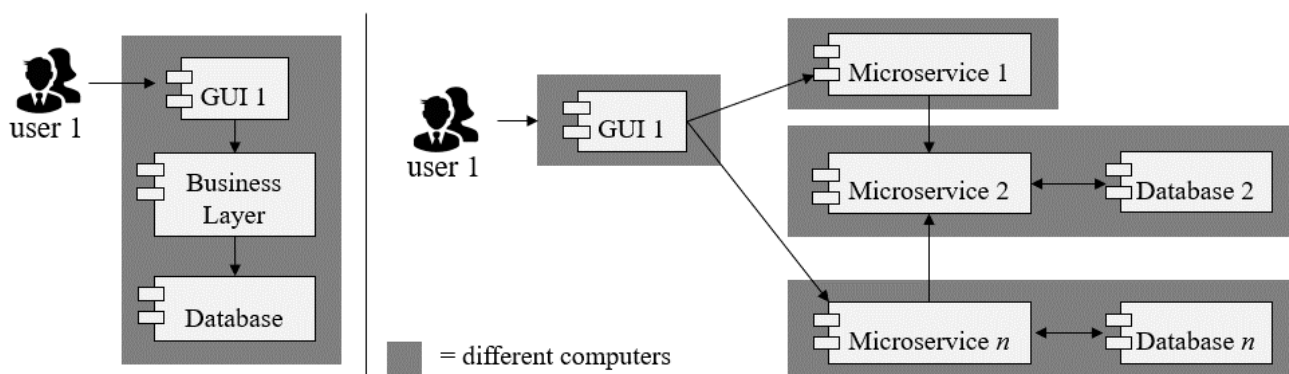 user 1
GUI 1
Business
Layer
Database
user 1
GUI 1
Microservice 1
Microservice 2
Database 2
Microservice n
Database n
= different computers